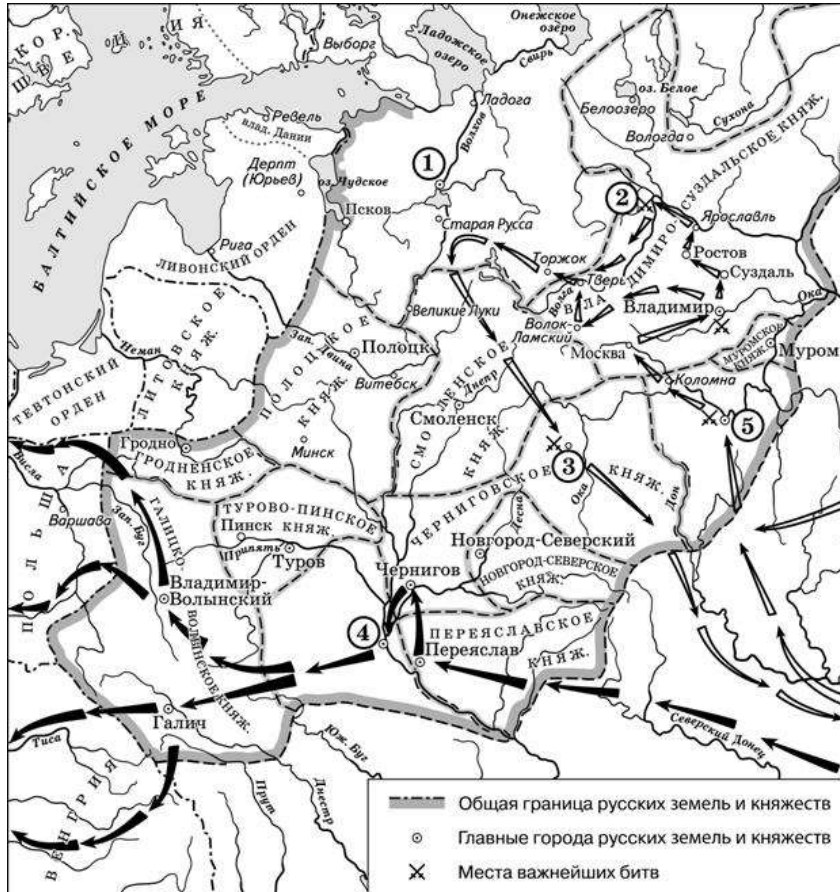 КОР.
ШВЕ
Д И Я
БАЛТИЙСКОЕ МОРЕ
Выборг
Ладожское
озеро
Онежское
озеро
Свирь
Ладога
Волхов
оз. Белое
Белоозеро
Вологда
Сухона
Ревель
влад. Дании
Дерпт
(Юрьев)
оз. Чудское
Псков
1
2
Старая Русса
Ярославль
Ростов
Суздаль
ВЛАДИМИРО-СУЗДАЛЬСКОЕ КНЯЖ.
Рига
ЛИВОНСКИЙ ОРДЕН
Торжок
Тверь
Волга
Владимир
Ока
Великие Луки
Волок-
Ламский
Москва
МУРОМСКОЕ
КНЯЖ.
Муром
Коломна
Зап. Двина
Полоцк
Витебск
ПОЛОЦКОЕ
КНЯЖ.
Неман
ЛИТОВСКОЕ
КНЯЖ.
ТЕВТОНСКИЙ
ОРДЕН
Днепр
Смоленск
СМОЛЕНСКОЕ
КНЯЖ.
5
Минск
Гродно
ГРОДНЕНСКОЕ
КНЯЖ.
3
Ока
Дон
ЧЕРНИГОВСКОЕ
КНЯЖ.
Висла
Варшава
ПОЛЬША
Зап. Буг
ГАЛИЦКО-
ВОЛЫНСКОЕ КНЯЖ.
ТУРОВО-ПИНСКОЕ
КНЯЖ.
Пинск
Припять
Туров
Десна
Новгород-Северский
НОВГОРОД-СЕВЕРСКОЕ
КНЯЖ.
Чернигов
Владимир-
Волынский
4
ПЕРЕЯСЛАВСКОЕ
КНЯЖ.
Переяслав
Галич
Тиса
ВЕНГРИЯ
Прут
Днестр
Юж. Буг
Северский Донец
Общая граница русских земель и княжеств
Главные города русских земель и княжеств
Места важнейших битв